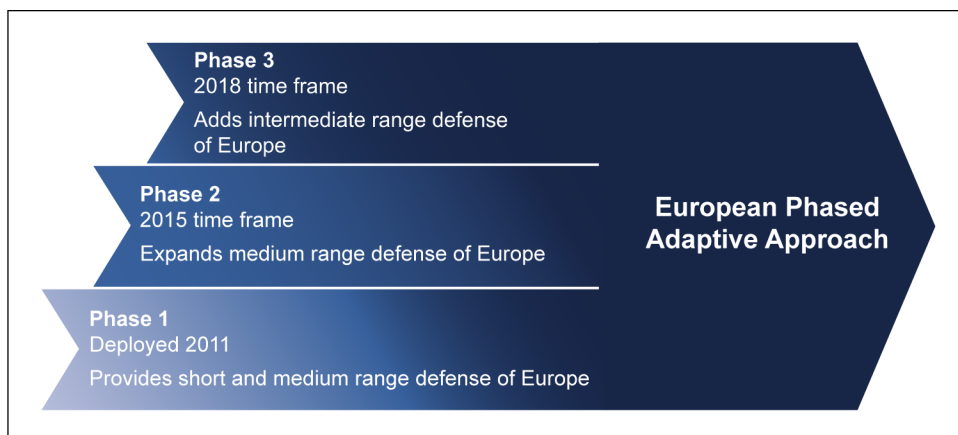 Phase 3
2018 time frame
Adds intermediate range defense
of Europe
Phase 2
2015 time frame
Expands medium range defense of Europe
Phase 1
Deployed 2011
Provides short and medium range defense of Europe
European Phased
Adaptive Approach